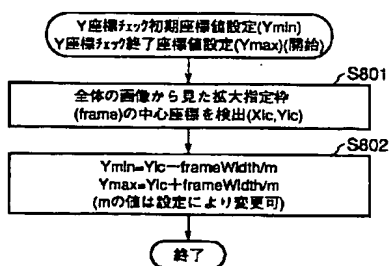 Y座標チェック初期座標値設定(Ymin)
Y座標チェック終了座標値設定(Ymax)(開始)
S801
全体の画像から見た拡大指定枠
(frame)の中心座標を検出(Xlc,Ylc)
S802
Ymin=Ylc-frameWidth/m
Ymax=Ylc+frameWidth/m
(mの値は設定により変更可)
終了